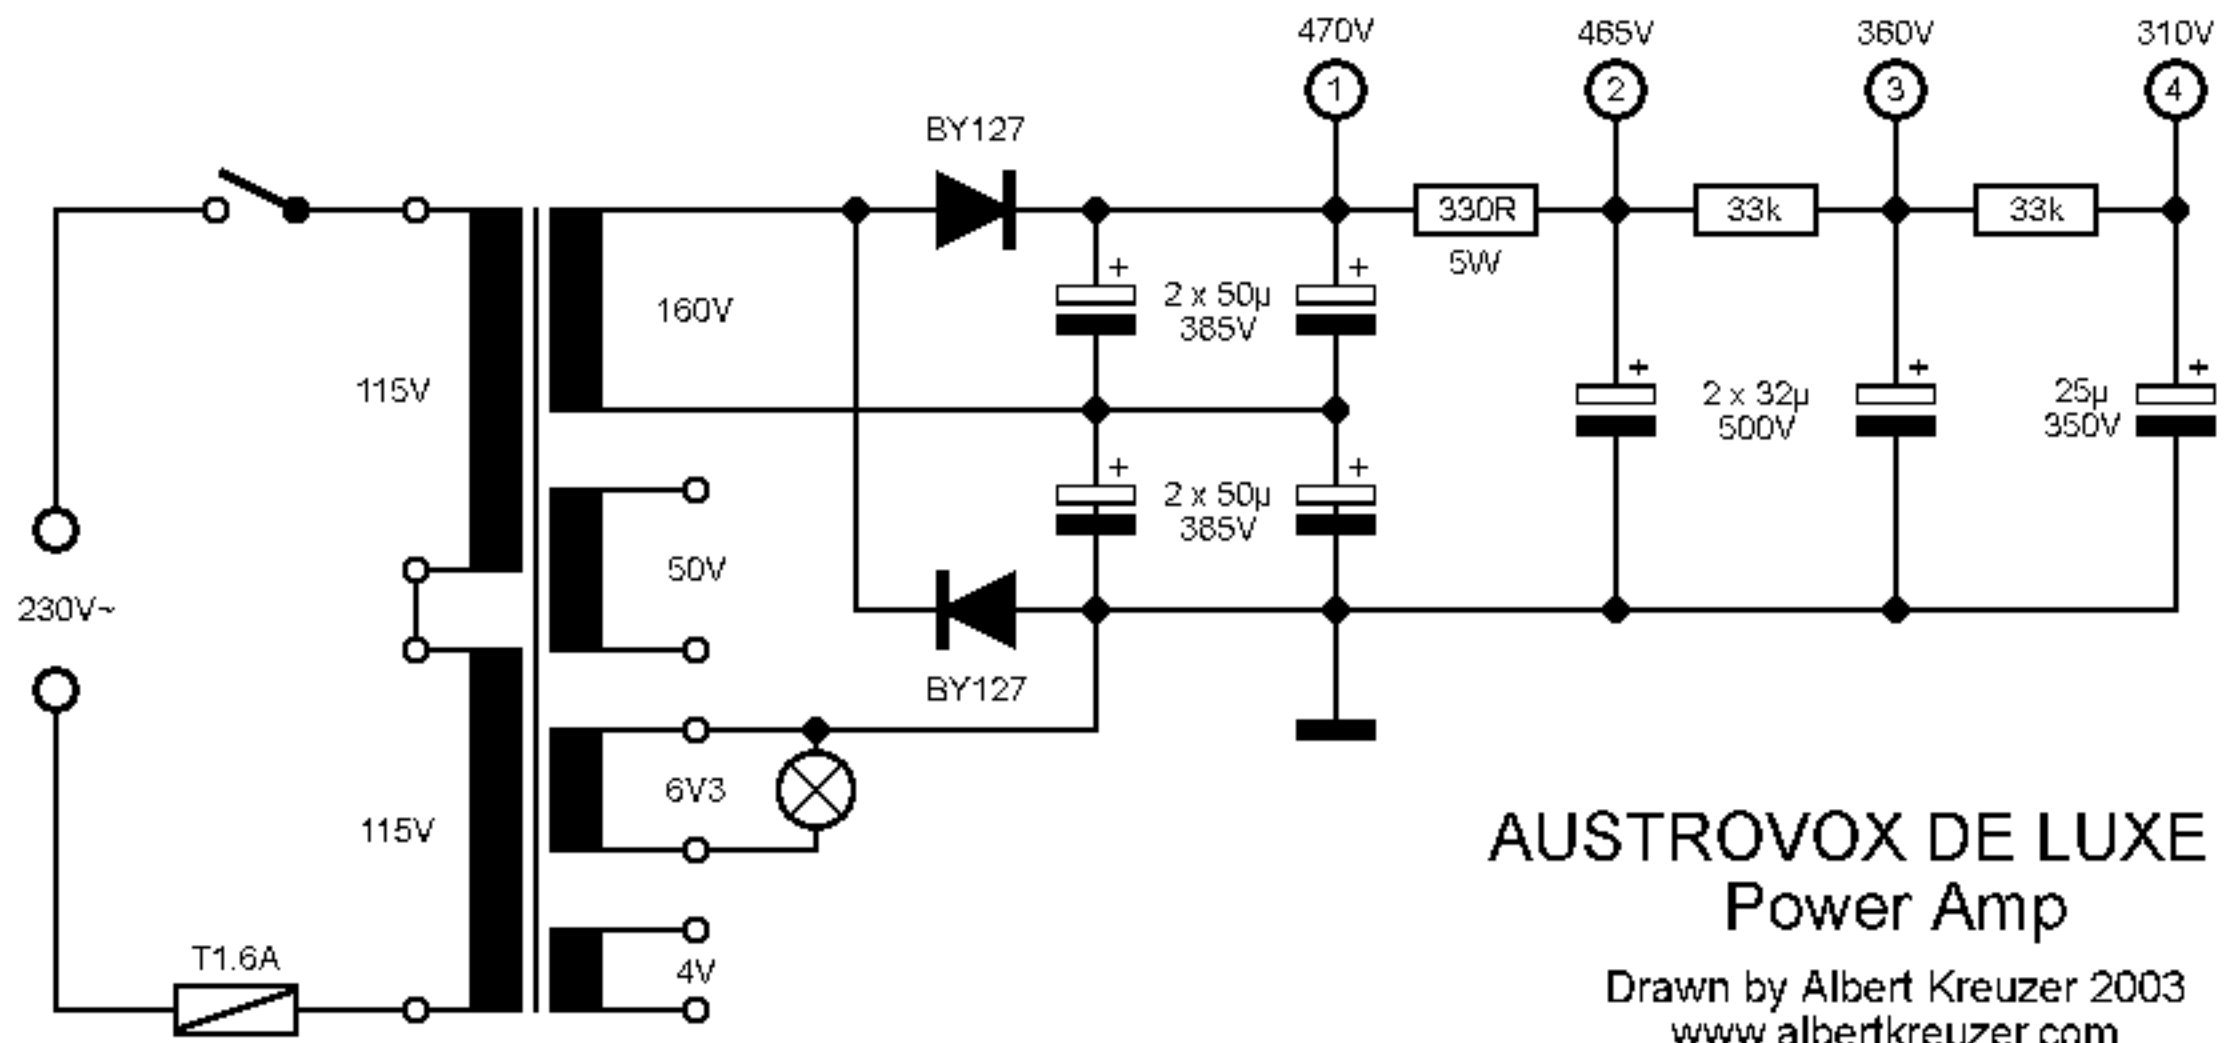 470V
465V
360V
310V
1
2
3
4
BY127
330R
33k
33k
5W
160V
2 x 50µ
385V
115V
2 x 32µ
500V
25µ
350V
2 x 50µ
385V
50V
230V~
BY127
6V3
115V
AUSTROVOX DE LUXE
Power Amp
T1.6A
4V
Drawn by Albert Kreuzer 2003
www.albertkreuzer.com
+
+
+
+
+
+
+